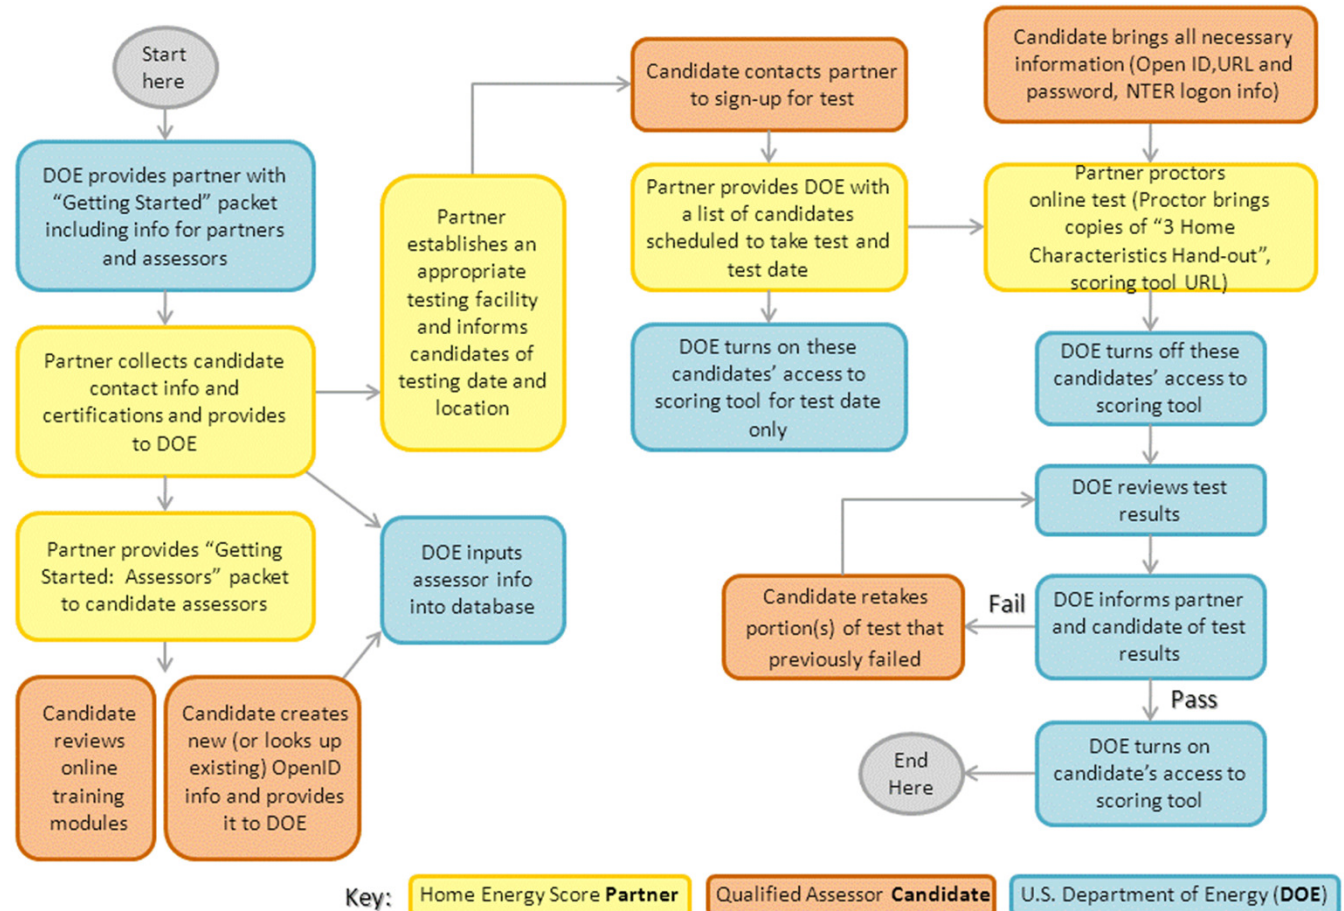 Start
here
DOE provides partner with
“Getting Started” packet
including info for partners
and assessors
Partner collects candidate
contact info and
certifications and provides
to DOE
Partner provides “Getting
Started:  Assessors” packet
to candidate assessors
Candidate
reviews
online
training
modules
Candidate creates
new (or looks up
existing) OpenID
info and provides
it to DOE
DOE inputs
assessor info
into database
Partner
establishes an
appropriate
testing facility
and informs
candidates of
testing date and
location
Candidate contacts partner
to sign-up for test
Partner provides DOE with
a list of candidates
scheduled to take test and
test date
DOE turns on these
candidates’ access to
scoring tool for test date
only
Candidate brings all necessary
information (Open ID,URL and
password, NTER logon info)
Partner proctors
online test (Proctor brings
copies of “3 Home
Characteristics Hand-out”,
scoring tool URL)
DOE turns off these
candidates’ access to
scoring tool
DOE reviews test
results
DOE informs partner
and candidate of test
results
Fail
Candidate retakes
portion(s) of test that
previously failed
Pass
DOE turns on
candidate’s access to
scoring tool
End
Here
Key:
Home Energy Score Partner
Qualified Assessor Candidate
U.S. Department of Energy (DOE)